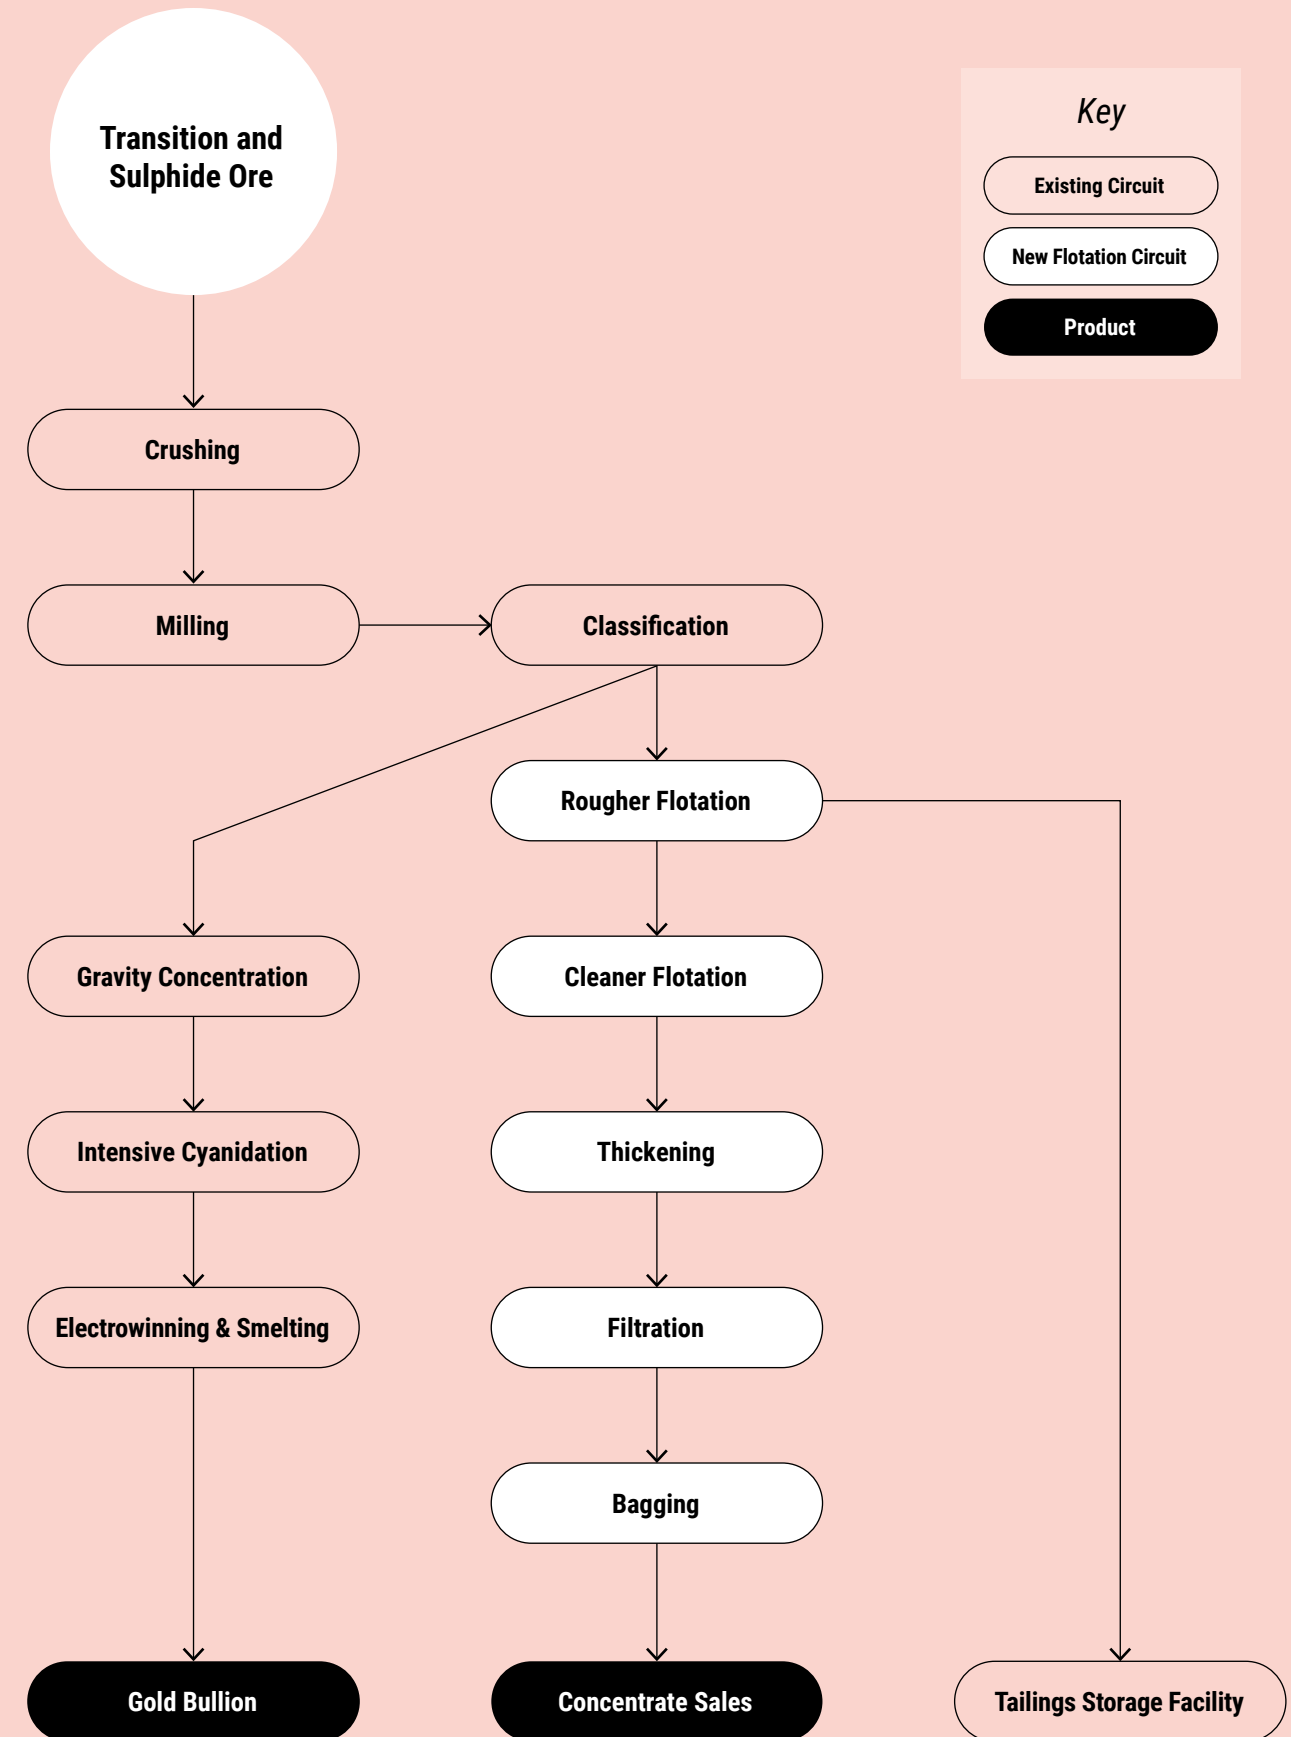 Transition and
Sulphide Ore
Key
Existing Circuit
New Flotation Circuit
Product
Crushing
Milling
Classification
Rougher Flotation
Gravity Concentration
Cleaner Flotation
Intensive Cyanidation
Thickening
Electrowinning & Smelting
Filtration
Bagging
Gold Bullion
Concentrate Sales
Tailings Storage Facility